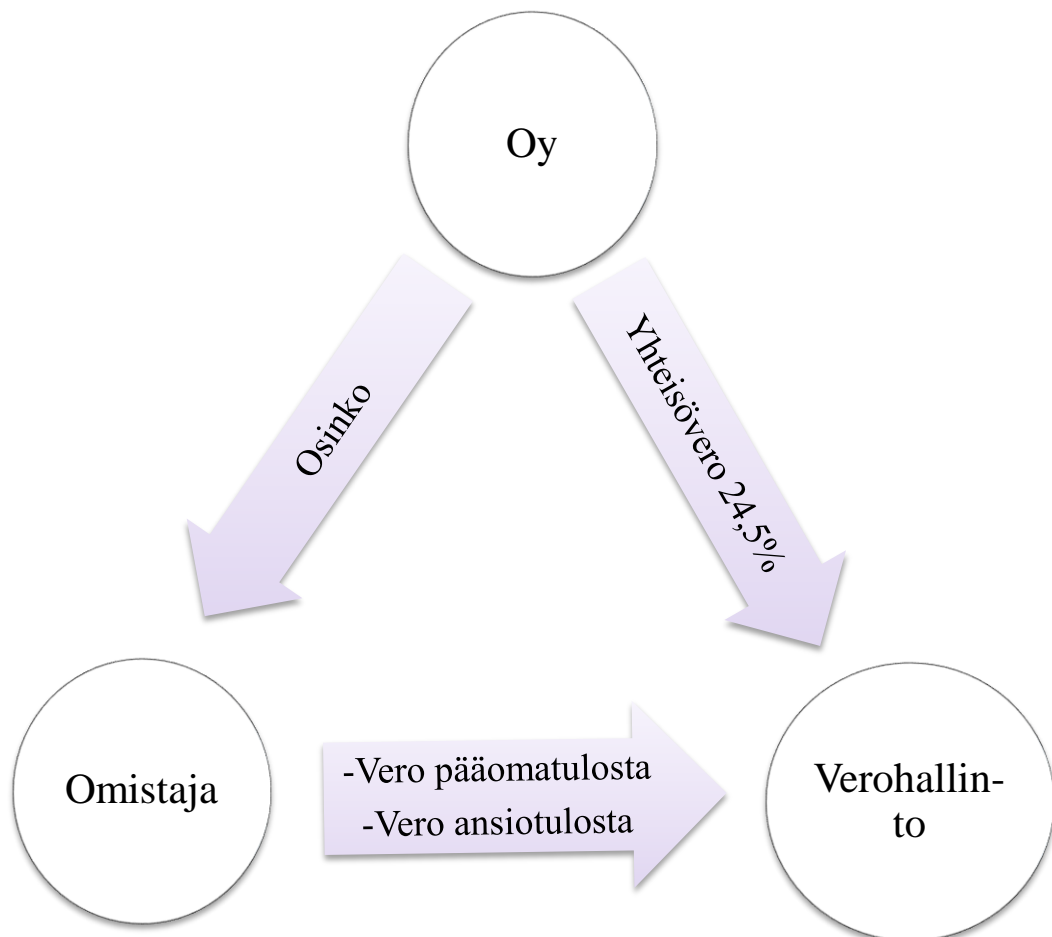 Oy
Osinko
Yhteisövero 24,5%
Omistaja
-Vero pääomatulosta
-Vero ansiotulosta
Verohallin-
to